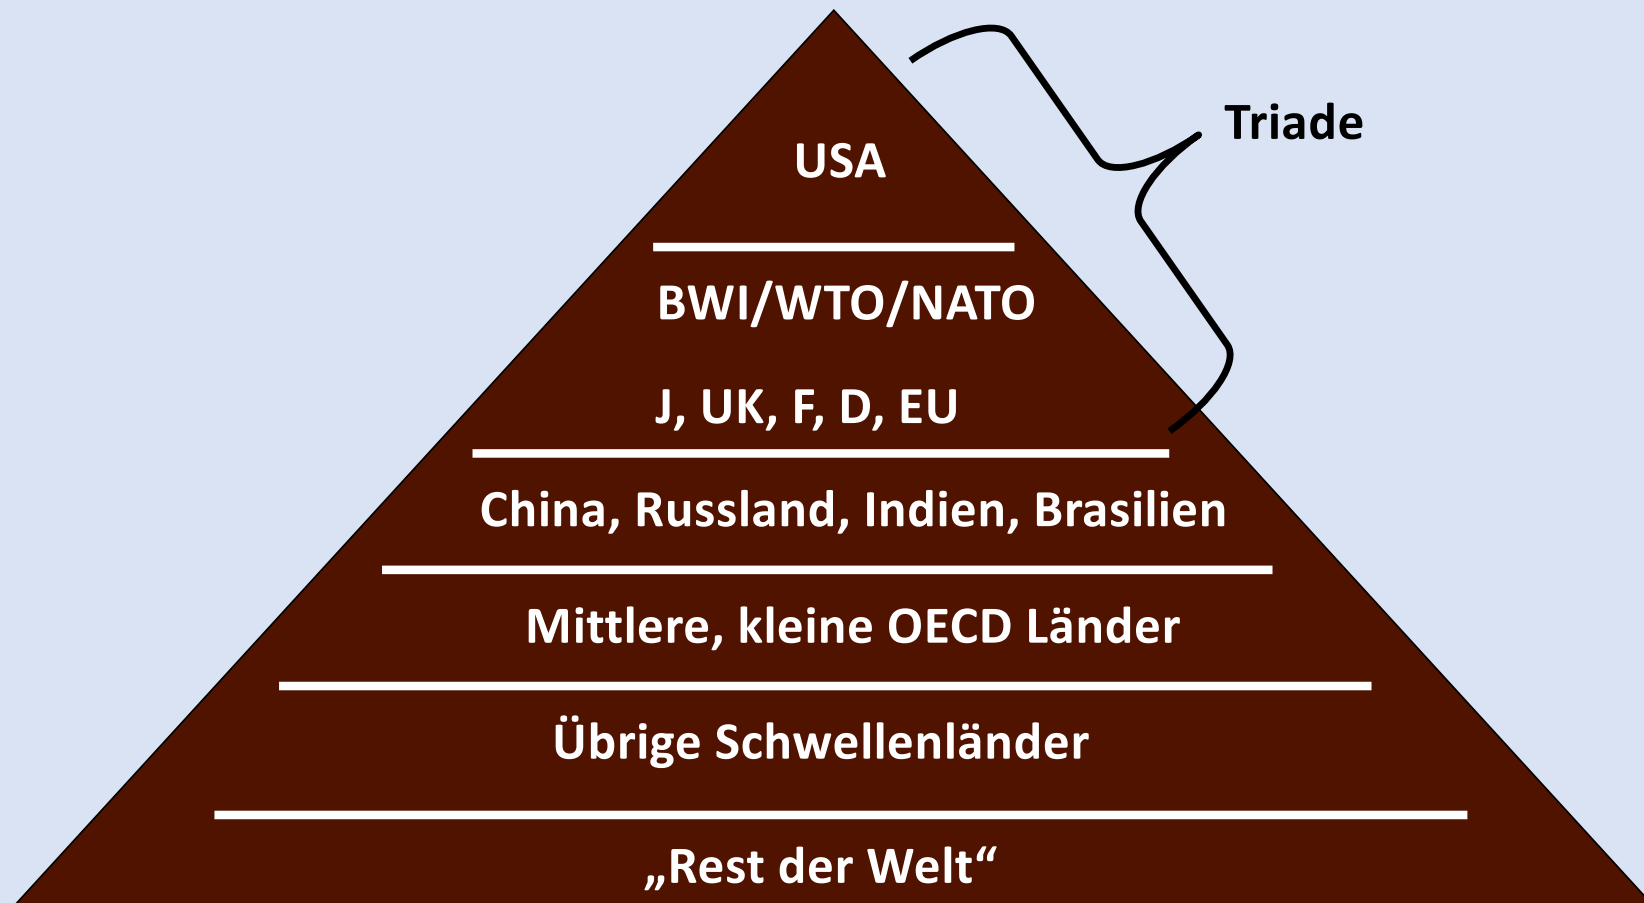 Triade
USA
BWI/WTO/NATO
J, UK, F, D, EU
China, Russland, Indien, Brasilien
Mittlere, kleine OECD Länder
Übrige Schwellenländer
„Rest der Welt“